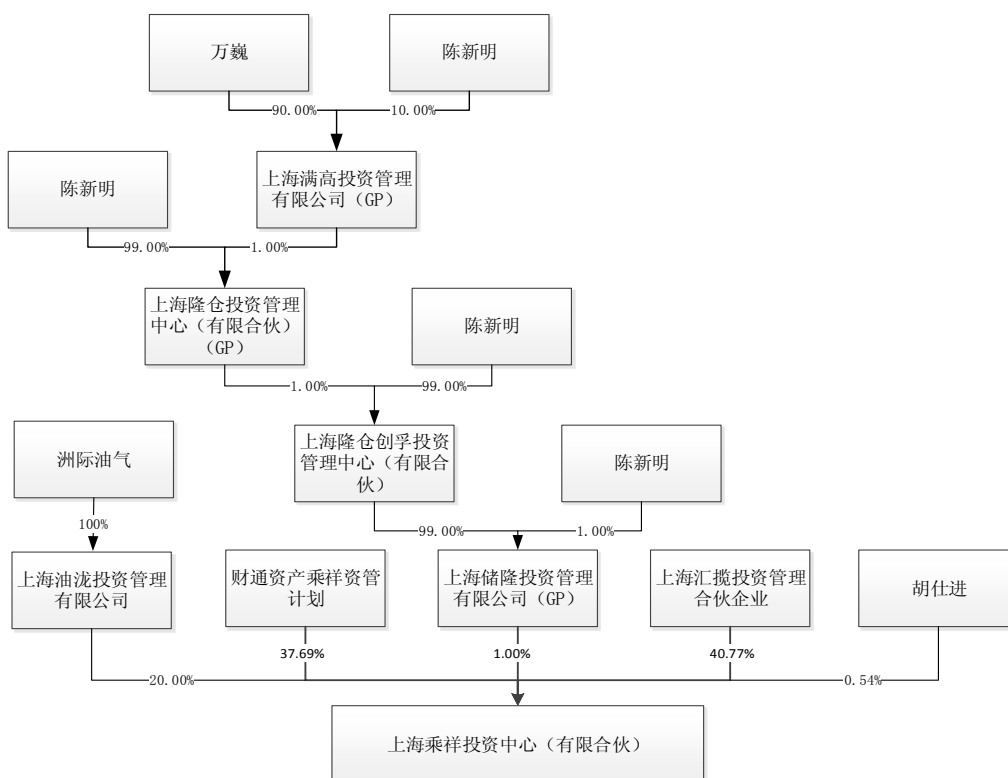 万巍
陈新明
90.00%
10.00%
陈新明
上海满高投资管理
有限公司（GP）
99.00%
1.00%
上海隆仓投资管理
中心（有限合伙）
（GP）
陈新明
1.00%
99.00%
洲际油气
上海隆仓创孚投资
管理中心（有限合
伙）
陈新明
100%
99.00%
1.00%
上海油泷投资管理
有限公司
财通资产乘祥资管
计划
上海储隆投资管理
有限公司（GP）
上海汇揽投资管理
合伙企业
胡仕进
37.69%
1.00%
40.77%
20.00%
0.54%
上海乘祥投资中心（有限合伙）